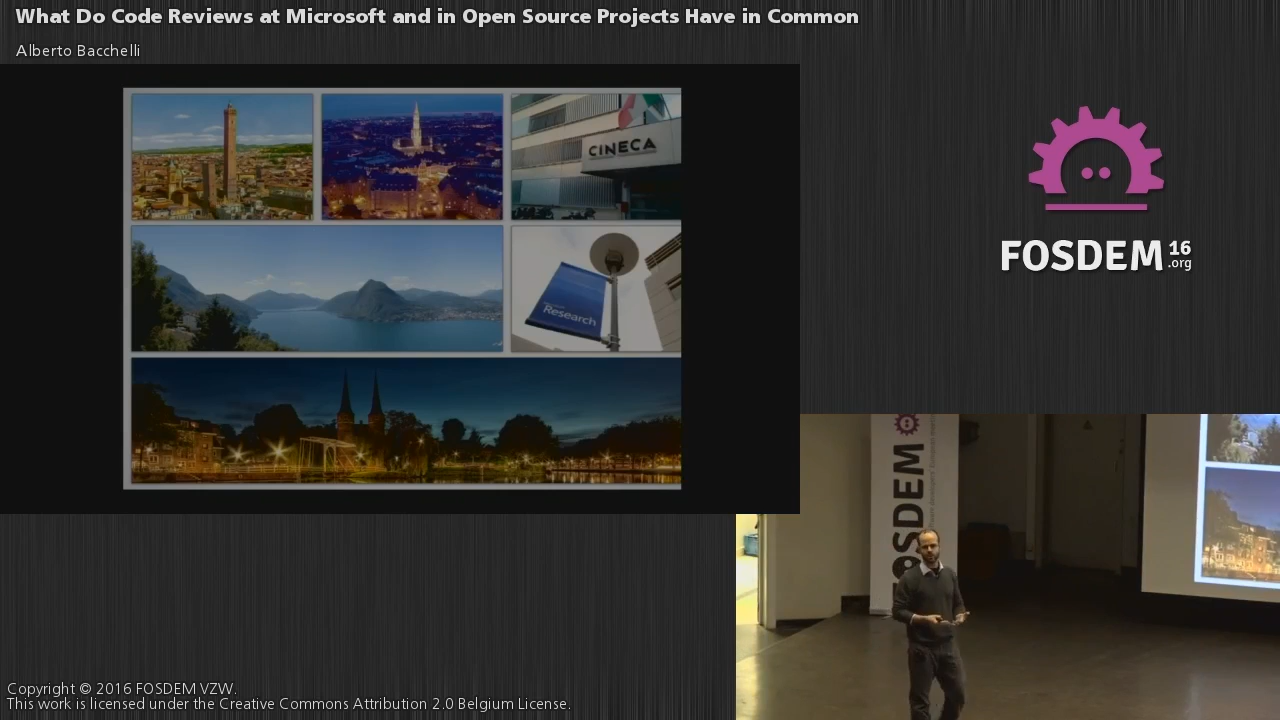 What Do Code Reviews at Microsoft and in Open Source Projects Have in Common
Alberto Bacchelli
CINECA
Research
FOSDEM 16
.org
FOSDEM
Copyright © 2016 FOSDEM VZW.
This work is licensed under the Creative Commons Attribution 2.0 Belgium License.